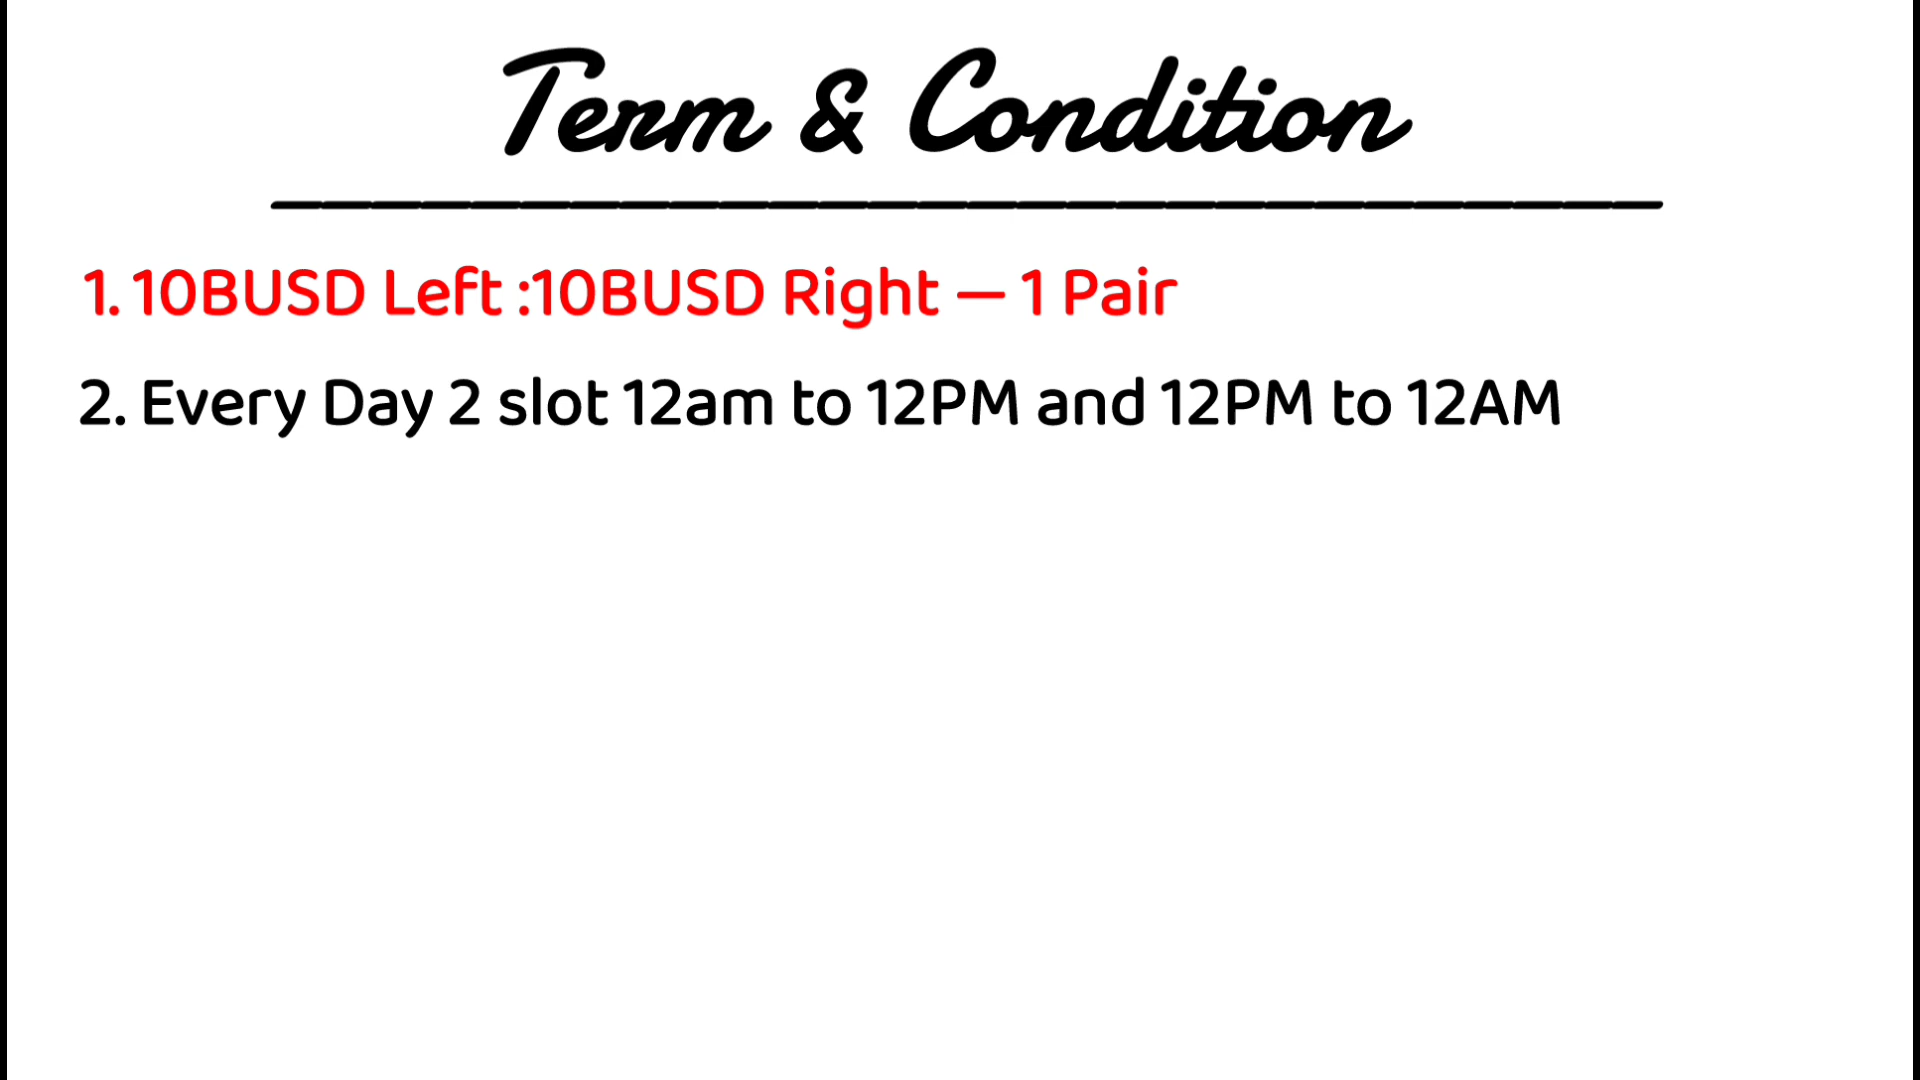 Term & Condition
1. 10BUSD Left :10BUSD Right — 1 Pair
2. Every Day 2 slot 12am to 12PM and 12PM to 12AM